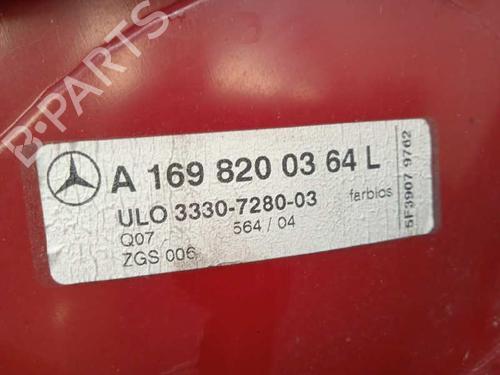 B-PARTS
A 169 820 03 64 L
ULO 3330-7280-03 farblos
Q07 564 / 04
ZGS 006
5F3907 9762